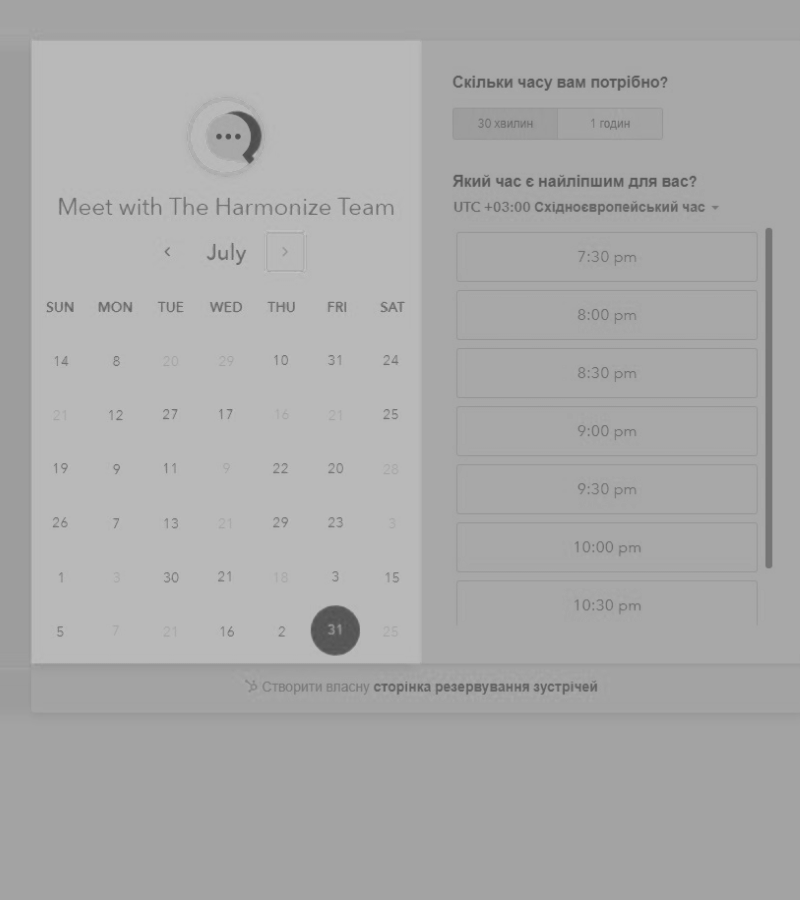 Meet with The Harmonize Team
July
SUN MON TUE WED THU FRI SAT
14 8 20 29 10 31 24
21 12 27 17 16 21 25
19 9 11 9 22 20 28
26 7 13 21 29 23 3
1 3 30 21 18 3 15
5 7 21 16 2 31 25
Скільки часу вам потрібно?
30 хвилин 1 годин
Який час є найліпшим для вас?
UTC +03:00 Східноєвропейський час
7:30 pm
8:00 pm
8:30 pm
9:00 pm
9:30 pm
10:00 pm
10:30 pm
Створити власну сторінка резервування зустрічей